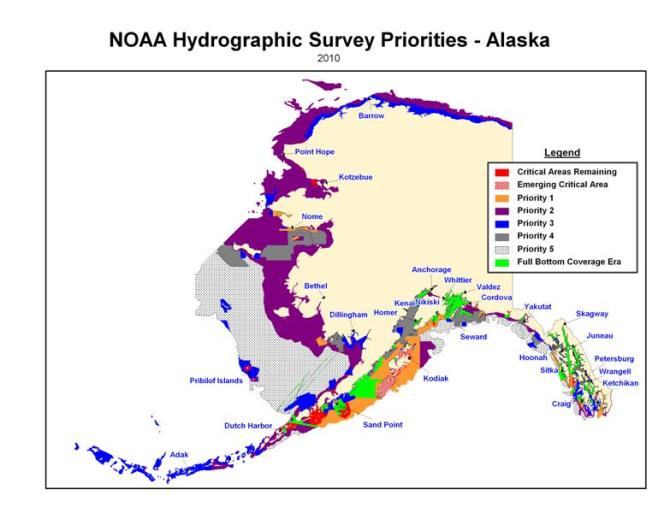 NOAA Hydrographic Survey Priorities - Alaska
2010
Barrow
Point Hope
Kotzebue
Nome
Legend
Critical Areas Remaining
Emerging Critical Area
Priority 1
Priority 2
Priority 3
Priority 4
Priority 5
Full Bottom Coverage Era
Anchorage
Whittier
Valdez
Cordova
Bethel
Dillingham
Homer
Kenai
Nikiski
Yakutat
Skagway
Seward
Juneau
Hoonah
Petersburg
Sitka
Wrangell
Ketchikan
Craig
Pribilof Islands
Kodiak
Dutch Harbor
Sand Point
Adak